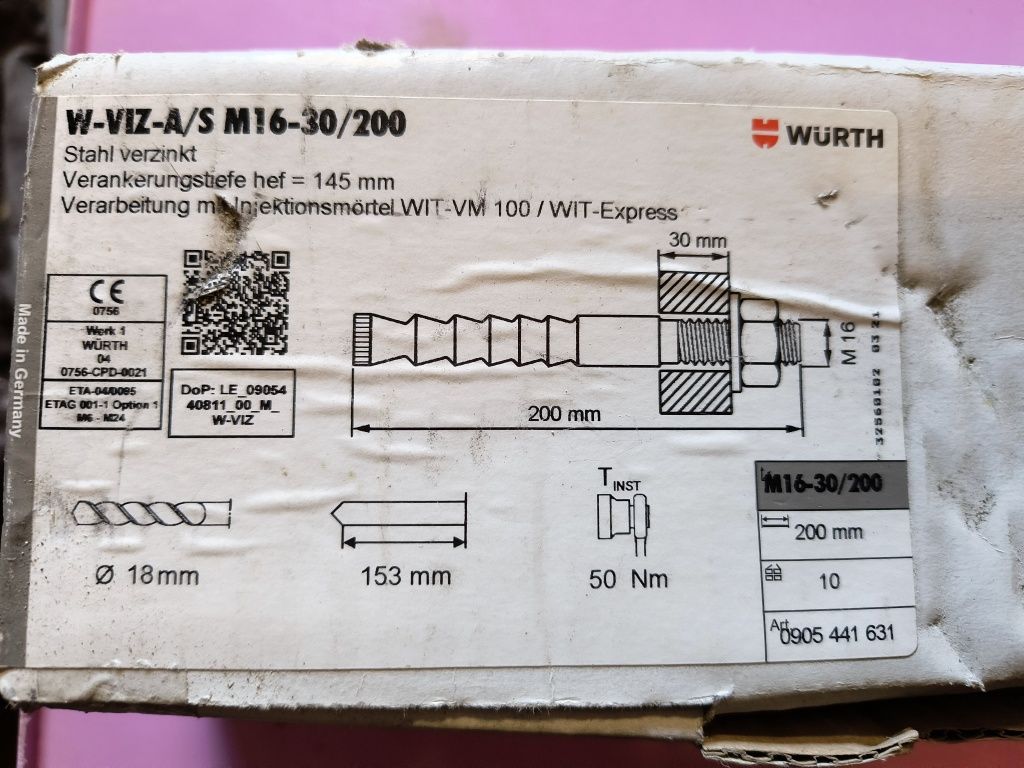 W-VIZ-A/S M16-30/200
WÜRTH
Stahl verzinkt
Verankerungstiefe hef = 145 mm
Verarbeitung mit Injektionsmörtel WIT-VM 100 / WIT-Express
30 mm
CE
0756
Werk 1
WÜRTH
04
0756-CPD-0021
ETA-04/0095
ETAG 001-1 Option 1
M6 - M24
DoP: LE_09054
40811_00_M_
W-VIZ
Made in Germany
M 16
200 mm
03 21
M16-30/200
200 mm
10
Art.
0905 441 631
Ø 18mm
153 mm
TINST
50 Nm